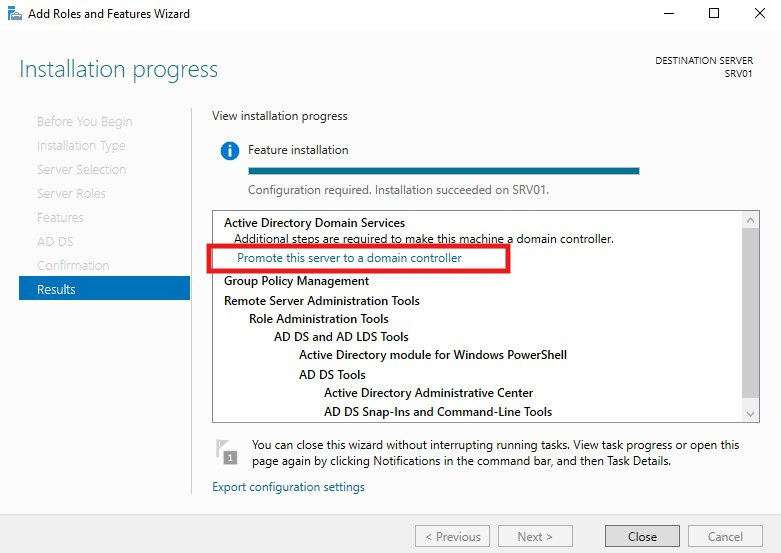 Add Roles and Features Wizard
Installation progress
DESTINATION SERVER
SRV01
Before You Begin
Installation Type
Server Selection
Server Roles
Features
AD DS
Confirmation
Results
View installation progress
Feature installation
Configuration required. Installation succeeded on SRV01.
Active Directory Domain Services
Additional steps are required to make this machine a domain controller.
Promote this server to a domain controller
Group Policy Management
Remote Server Administration Tools
Role Administration Tools
AD DS and AD LDS Tools
Active Directory module for Windows PowerShell
AD DS Tools
Active Directory Administrative Center
AD DS Snap-Ins and Command-Line Tools
1
You can close this wizard without interrupting running tasks. View task progress or open this
page again by clicking Notifications in the command bar, and then Task Details.
Export configuration settings
< Previous
Next >
Close
Cancel